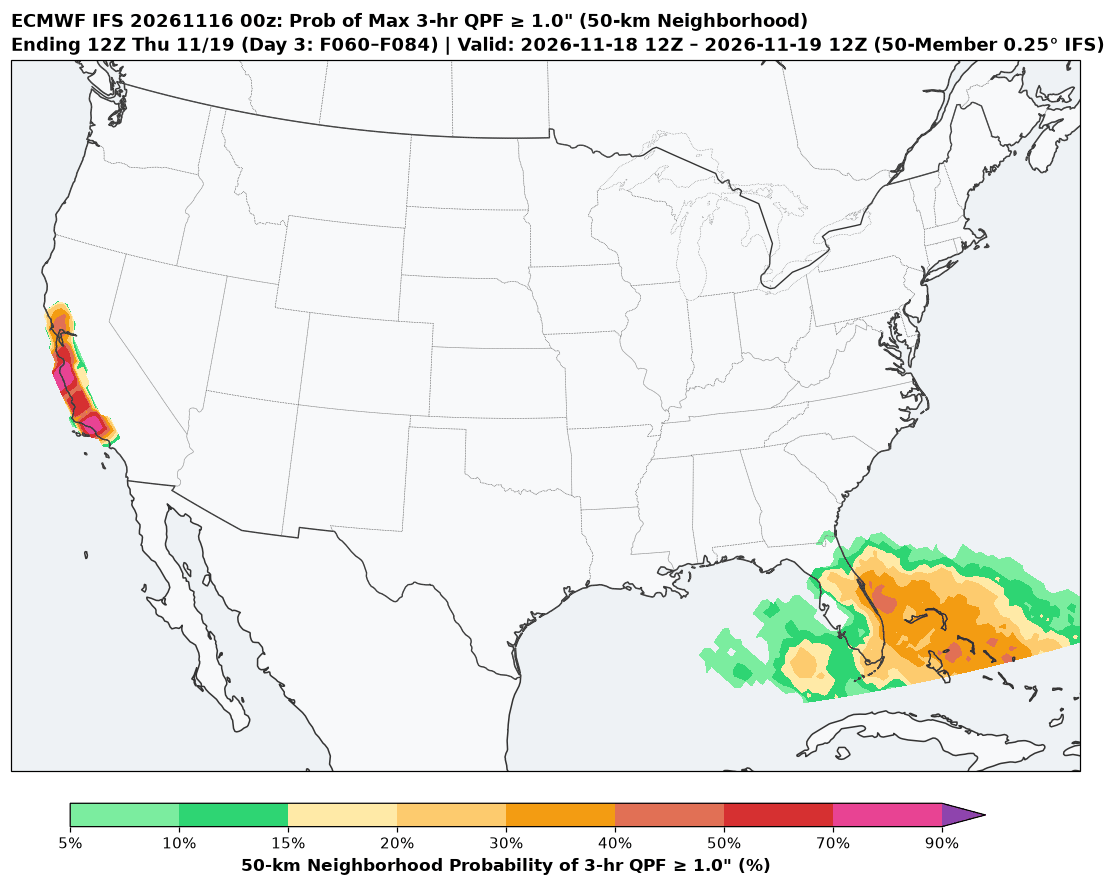 ECMWF IFS 20261116 00z: Prob of Max 3-hr QPF ≥ 1.0" (50-km Neighborhood)
Ending 12Z Thu 11/19 (Day 3: F060–F084) | Valid: 2026-11-18 12Z – 2026-11-19 12Z (50-Member 0.25° IFS)
5% 10% 15% 20% 30% 40% 50% 70% 90%
50-km Neighborhood Probability of 3-hr QPF ≥ 1.0" (%)